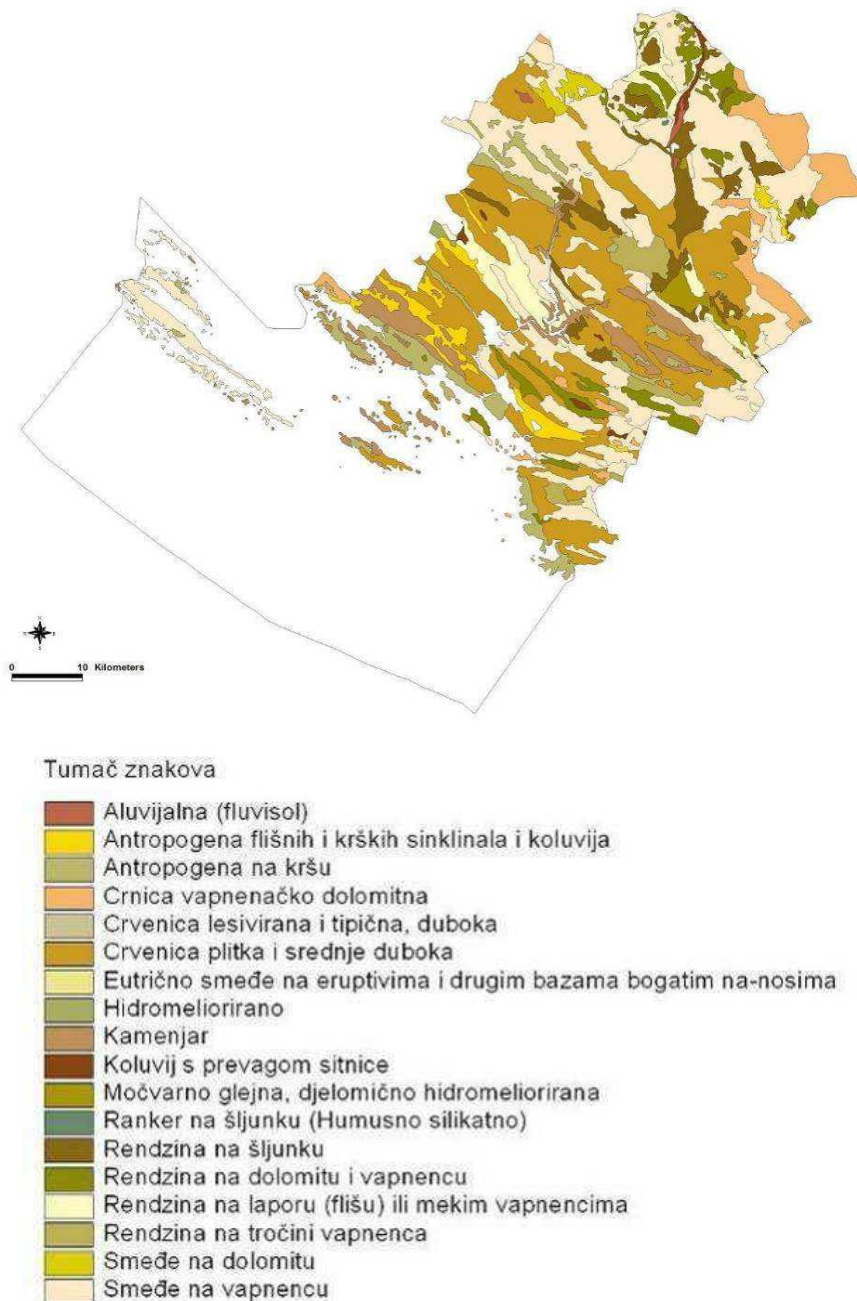 0 10 Kilometers
Tumač znakova
Aluvijalna (fluvisol)
Antropogena flišnih i krških sinklinala i koluvija
Antropogena na kršu
Crnica vapnenačko dolomitna
Crvenica lesivirana i tipična, duboka
Crvenica plitka i srednje duboka
Eutrično smeđe na eruptivima i drugim bazama bogatim na-nosima
Hidromeliorirano
Kamenjar
Koluvij s prevagom sitnice
Močvarno glejna, djelomično hidromeliorirana
Ranker na šljunku (Humusno silikatno)
Rendzina na šljunku
Rendzina na dolomitu i vapnencu
Rendzina na laporu (flišu) ili mekim vapnencima
Rendzina na tročini vapnenca
Smeđe na dolomitu
Smeđe na vapnencu